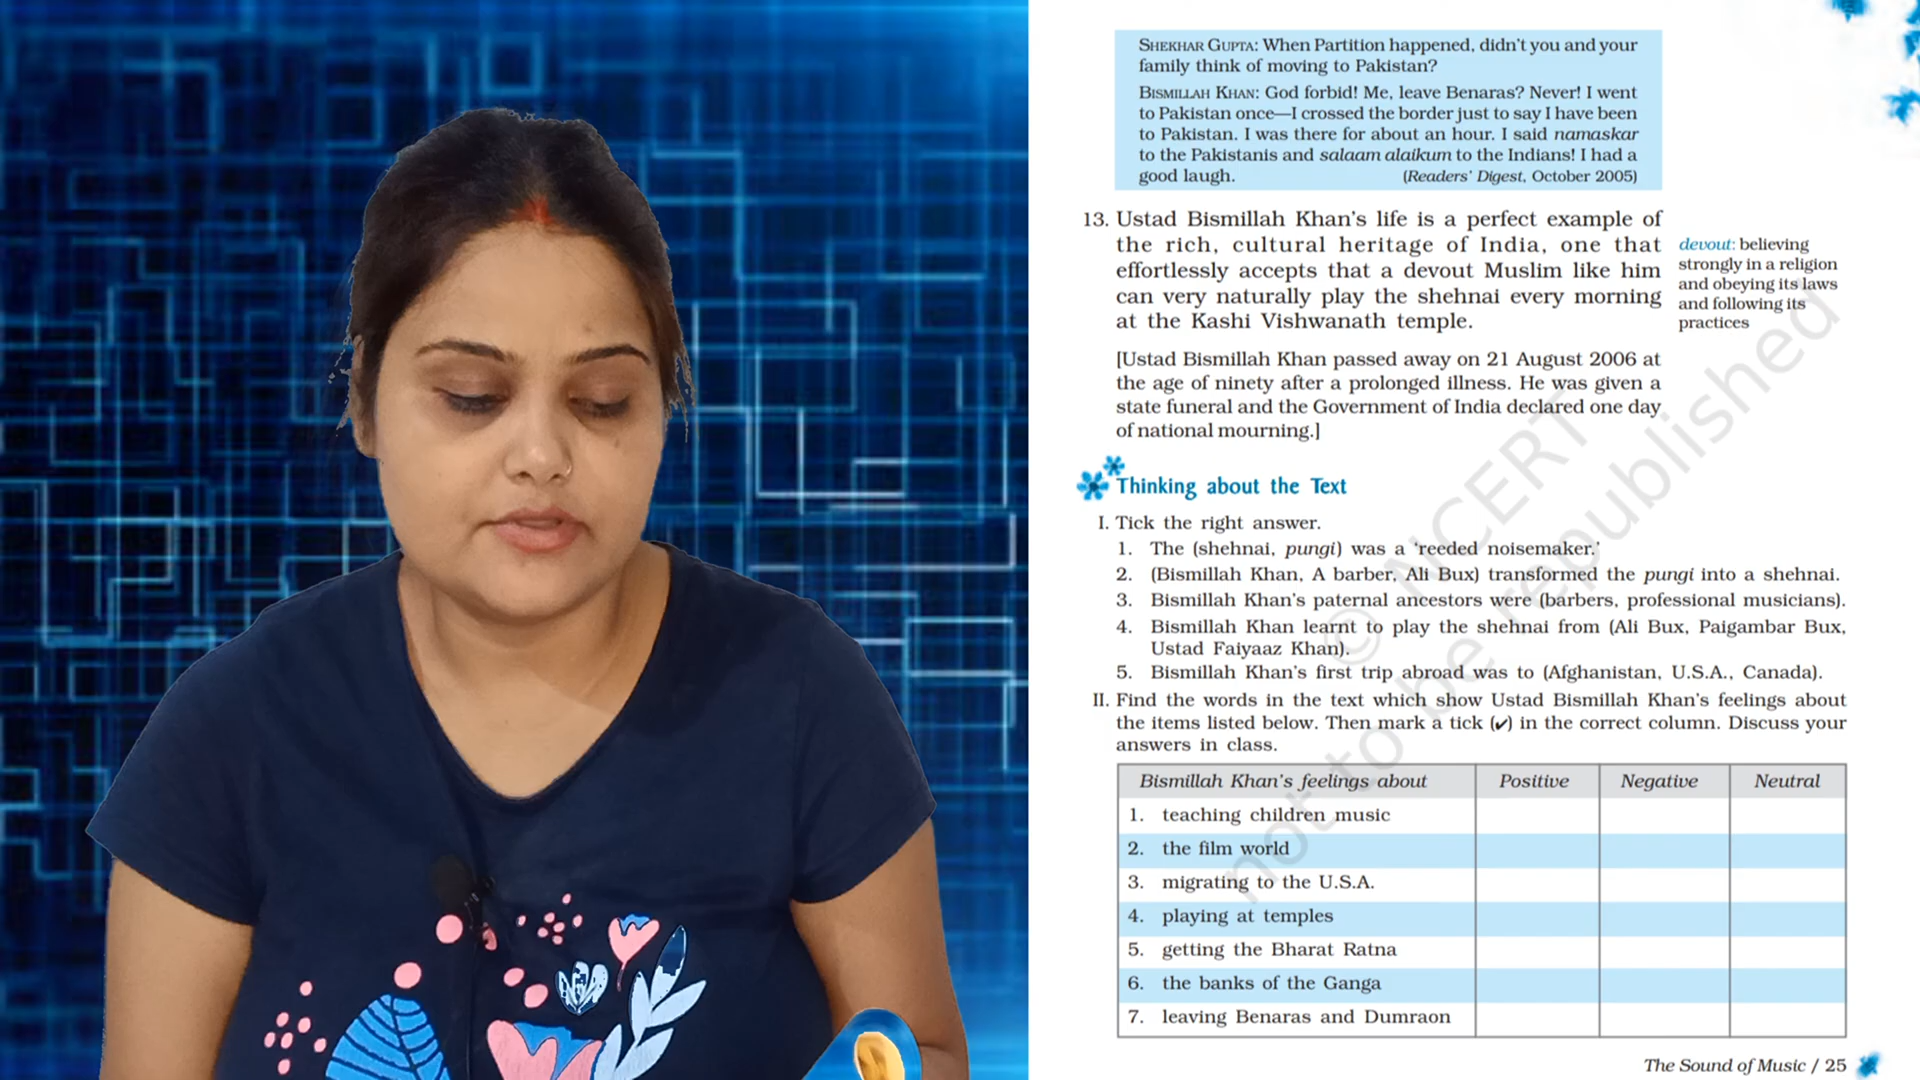 SHEKHAR GUPTA: When Partition happened, didn't you and your
family think of moving to Pakistan?
BISMILLAH KHAN: God forbid! Me, leave Benaras? Never! I went
to Pakistan once—I crossed the border just to say I have been
to Pakistan. I was there for about an hour. I said namaskar
to the Pakistanis and salaam alaikum to the Indians! I had a
good laugh. (Readers' Digest, October 2005)
13. Ustad Bismillah Khan's life is a perfect example of
the rich, cultural heritage of India, one that
effortlessly accepts that a devout Muslim like him
can very naturally play the shehnai every morning
at the Kashi Vishwanath temple.
devout: believing
strongly in a religion
and obeying its laws
and following its
practices
[Ustad Bismillah Khan passed away on 21 August 2006 at
the age of ninety after a prolonged illness. He was given a
state funeral and the Government of India declared one day
of national mourning.]
Thinking about the Text
I. Tick the right answer.
1. The (shehnai, pungi) was a 'reeded noisemaker.'
2. (Bismillah Khan, A barber, Ali Bux) transformed the pungi into a shehnai.
3. Bismillah Khan's paternal ancestors were (barbers, professional musicians).
4. Bismillah Khan learnt to play the shehnai from (Ali Bux, Paigambar Bux,
Ustad Faiyaaz Khan).
5. Bismillah Khan's first trip abroad was to (Afghanistan, U.S.A., Canada).
II. Find the words in the text which show Ustad Bismillah Khan's feelings about
the items listed below. Then mark a tick (✔) in the correct column. Discuss your
answers in class.
Bismillah Khan's feelings about Positive Negative Neutral
1. teaching children music
2. the film world
3. migrating to the U.S.A.
4. playing at temples
5. getting the Bharat Ratna
6. the banks of the Ganga
7. leaving Benaras and Dumraon
The Sound of Music / 25
© NCERT
not to be republished